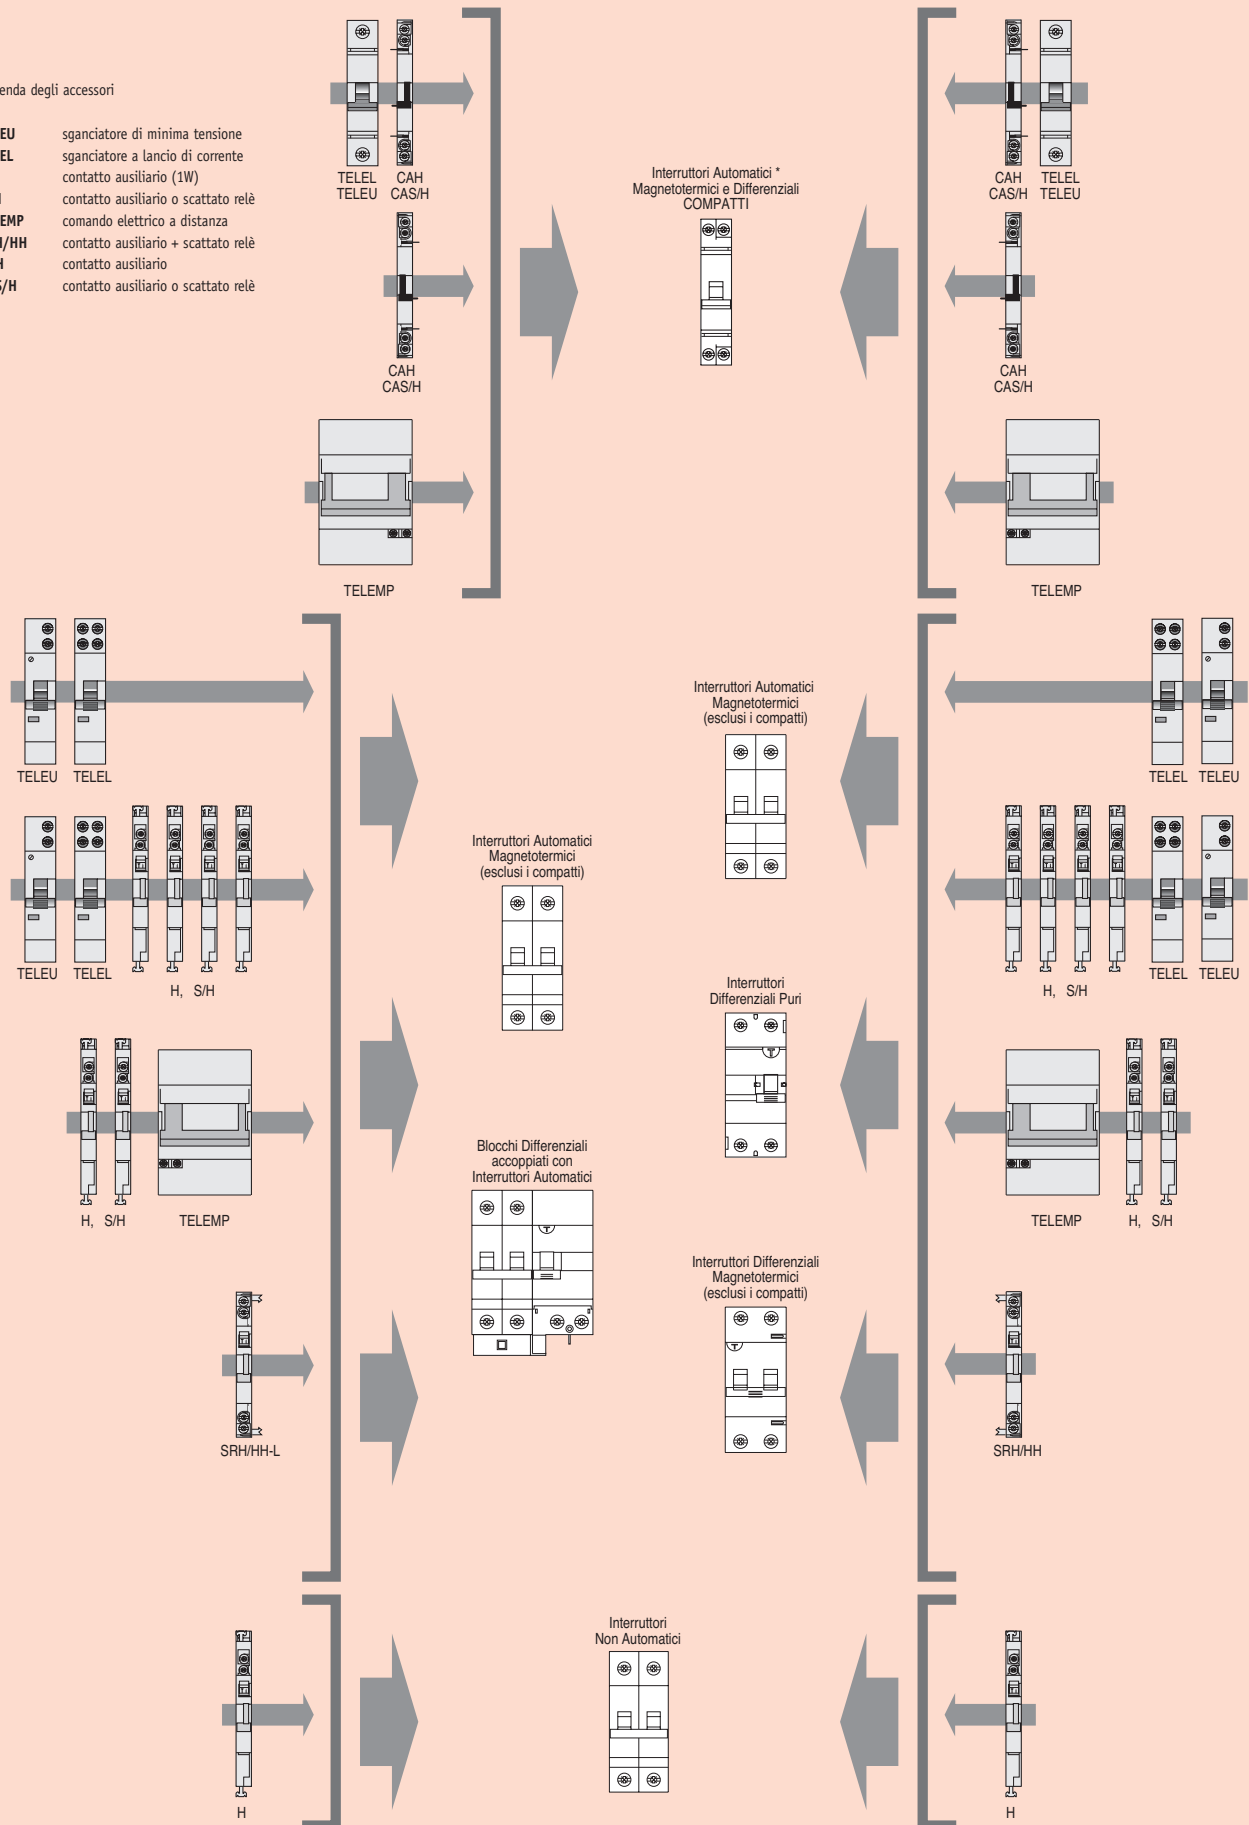 enda degli accessori
EU sganciatore di minima tensione
EL sganciatore a lancio di corrente
contatto ausiliario (1W)
contatto ausiliario o scattato relè
EMP comando elettrico a distanza
/HH contatto ausiliario + scattato relè
H contatto ausiliario
S/H contatto ausiliario o scattato relè
TELEL CAH
TELEU CAS/H
CAH
CAS/H
TELEMP
Interruttori Automatici *
Magnetotermici e Differenziali
COMPATTI
CAH TELEL
CAS/H TELEU
CAH
CAS/H
TELEMP
TELEU TELEL
TELEU TELEL
H, S/H
H, S/H TELEMP
SRH/HH-L
Interruttori Automatici
Magnetotermici
(esclusi i compatti)
Blocchi Differenziali
accoppiati con
Interruttori Automatici
Interruttori Automatici
Magnetotermici
(esclusi i compatti)
Interruttori
Differenziali Puri
Interruttori Differenziali
Magnetotermici
(esclusi i compatti)
TELEL TELEU
H, S/H
TELEL TELEU
TELEMP H, S/H
SRH/HH
H
Interruttori
Non Automatici
H